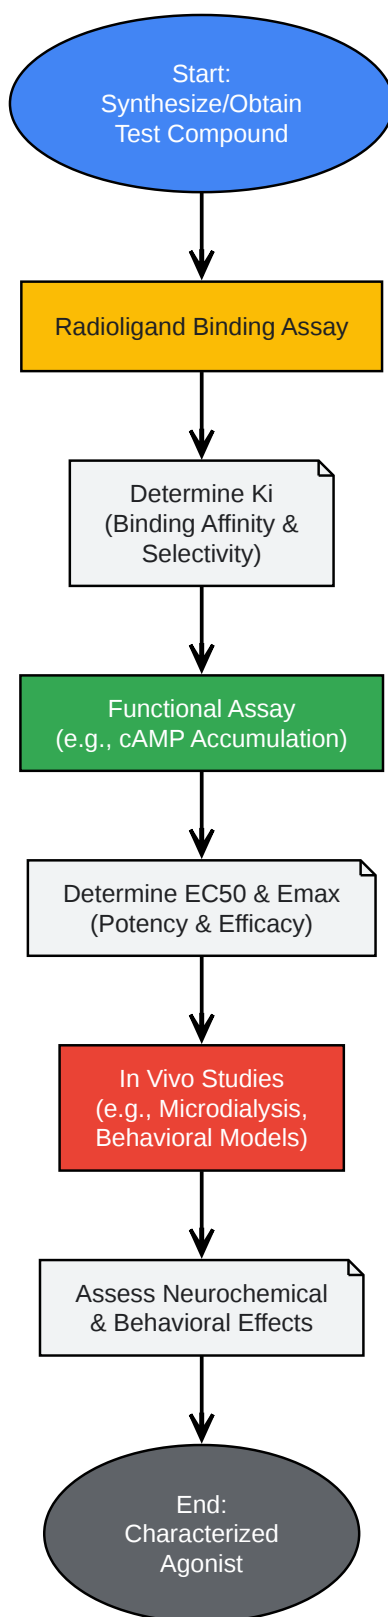 Start:
Synthesize/Obtain
Test Compound
Radioligand Binding Assay
Determine Ki
(Binding Affinity &
Selectivity)
Functional Assay
(e.g., cAMP Accumulation)
Determine EC50 & Emax
(Potency & Efficacy)
In Vivo Studies
(e.g., Microdialysis,
Behavioral Models)
Assess Neurochemical
& Behavioral Effects
End:
Characterized
Agonist